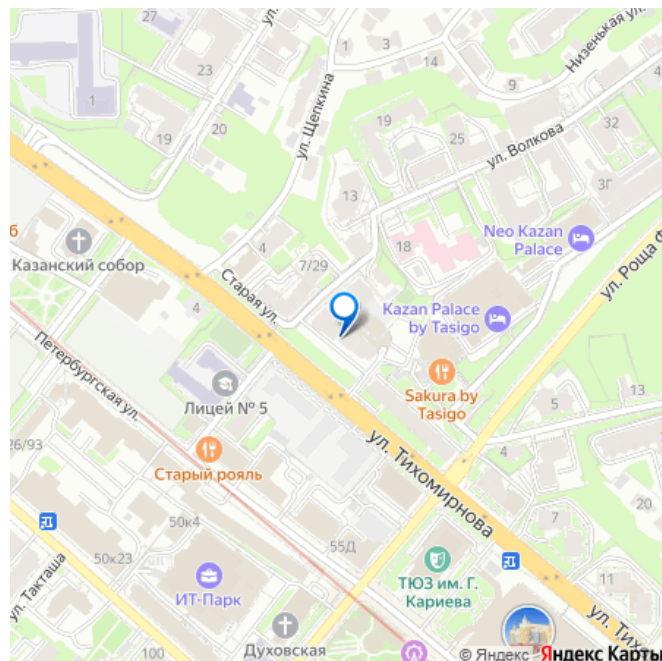 27
23
1
19
20
ул. Щепкина
1
3
14
9
Низенькая ул.
19
25
32
ул. Волкова
13
3Г
18
Neo Kazan
Palace
б
Казанский собор
4
7/29
Старая ул.
4
Kazan Palace
by Tasigo
ул. Роща Ф
Петербургская ул.
Лицей № 5
Sakura by
Tasigo
5
13
4
26/93
Старый рояль
ул. Тихомирнова
20
7
50к4
50к23
55Д
ИТ-Парк
ТЮЗ им. Г.
Кариева
11
ул. Такташа
100
Духовская
ул. Тих
© Яндекс Яндекс Карты